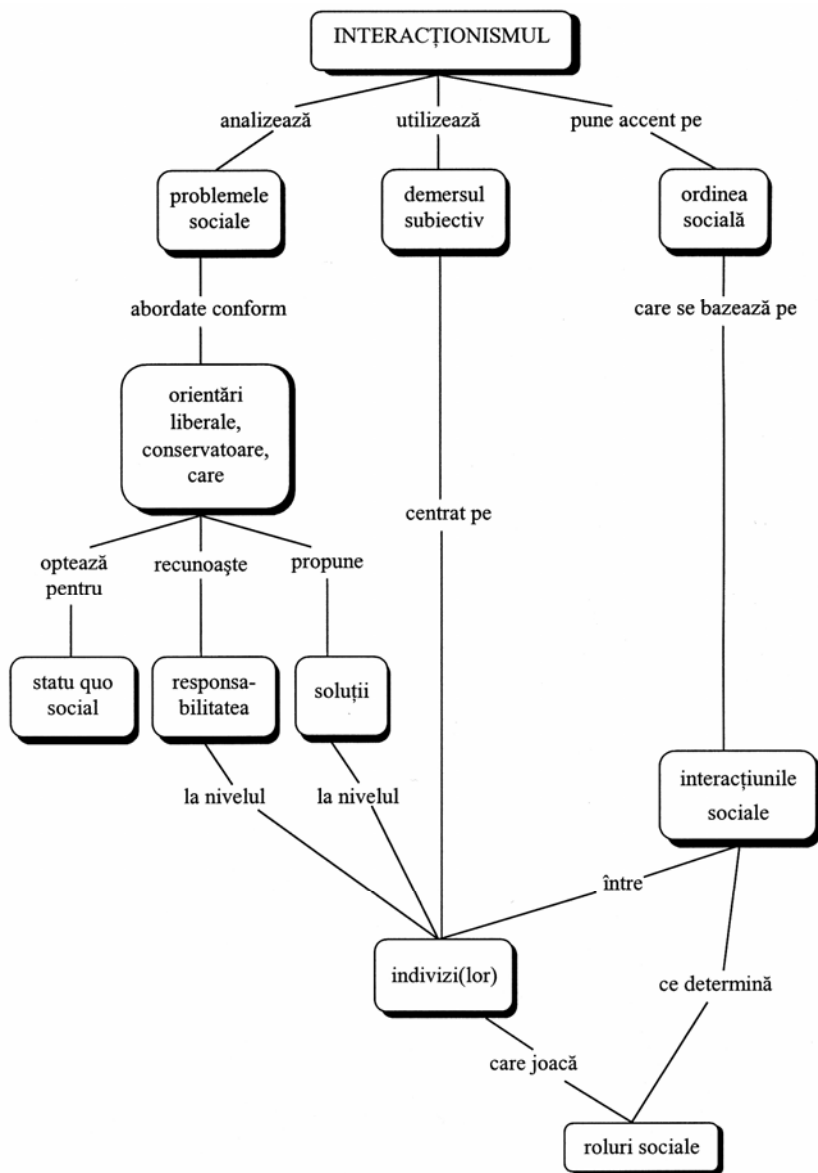 INTERACȚIONISMUL
analizează
utilizează
pune accent pe
problemele
sociale
demersul
subiectiv
ordinea
socială
abordate conform
care se bazează pe
orientări
liberale,
conservatoare,
care
centrat pe
optează
pentru
recunoaşte
propune
statu quo
social
responsa-
bilitatea
soluții
interacțiunile
sociale
la nivelul
la nivelul
între
indivizi(lor)
ce determină
care joacă
roluri sociale